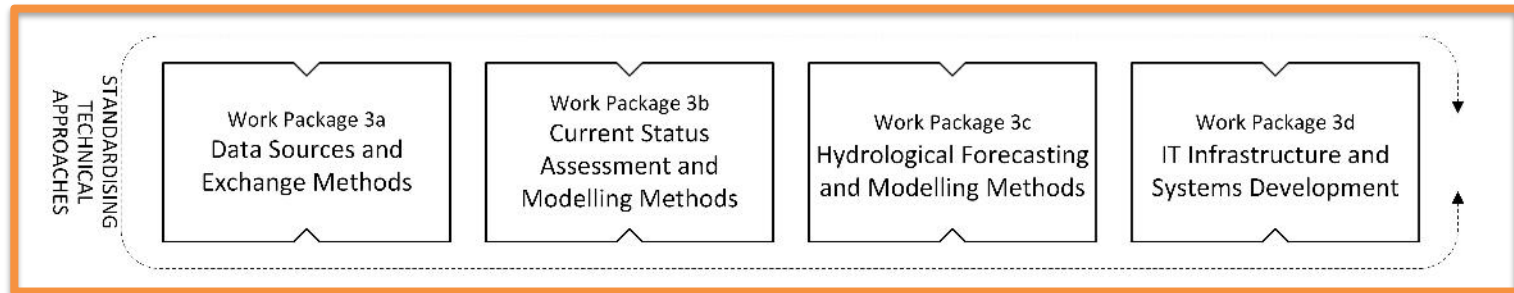 STANDARDISING
TECHNICAL
APPROACHES
Work Package 3a
Data Sources and
Exchange Methods
Work Package 3b
Current Status
Assessment and
Modelling Methods
Work Package 3c
Hydrological Forecasting
and Modelling Methods
Work Package 3d
IT Infrastructure and
Systems Development